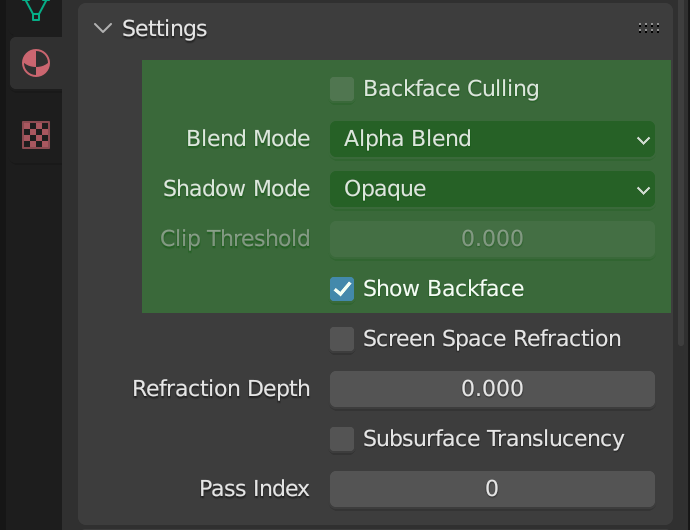 Settings
Backface Culling
Blend Mode Alpha Blend
Shadow Mode Opaque
Clip Threshold 0.000
Show Backface
Screen Space Refraction
Refraction Depth 0.000
Subsurface Translucency
Pass Index 0